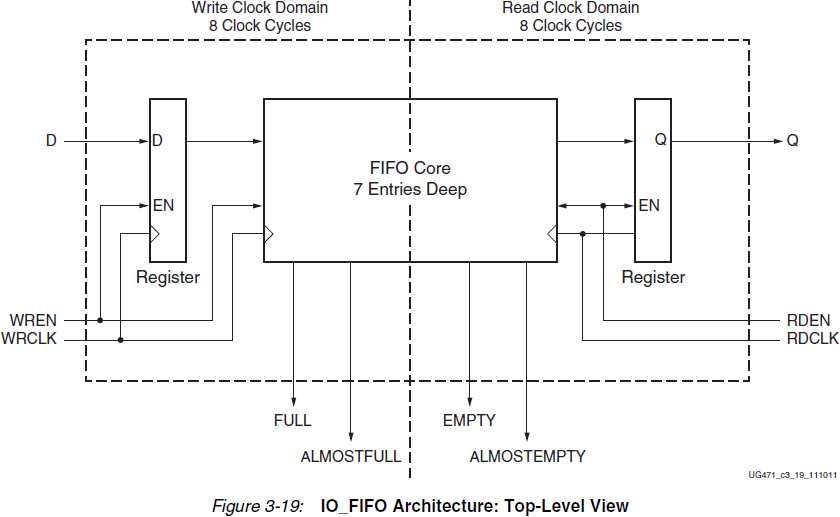 Write Clock Domain
8 Clock Cycles
Read Clock Domain
8 Clock Cycles
D
D
FIFO Core
7 Entries Deep
Q
Q
EN
EN
Register
Register
WREN
WRCLK
RDEN
RDCLK
FULL
EMPTY
ALMOSTFULL
ALMOSTEMPTY
UG471_c3_19_111011
Figure 3-19: IO_FIFO Architecture: Top-Level View